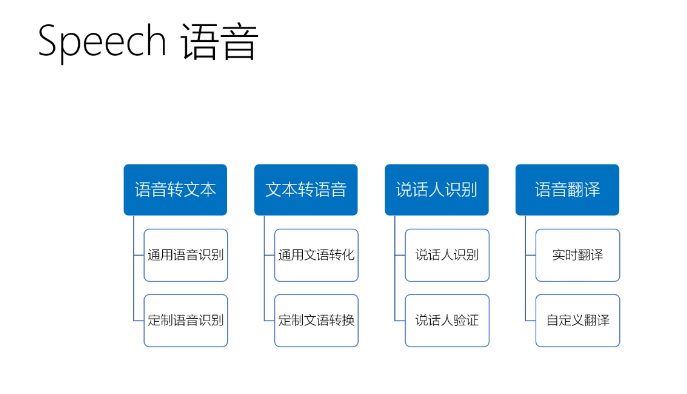 Speech 语音
语音转文本
文本转语音
说话人识别
语音翻译
通用语音识别
通用文语转化
说话人识别
实时翻译
定制语音识别
定制文语转换
说话人验证
自定义翻译